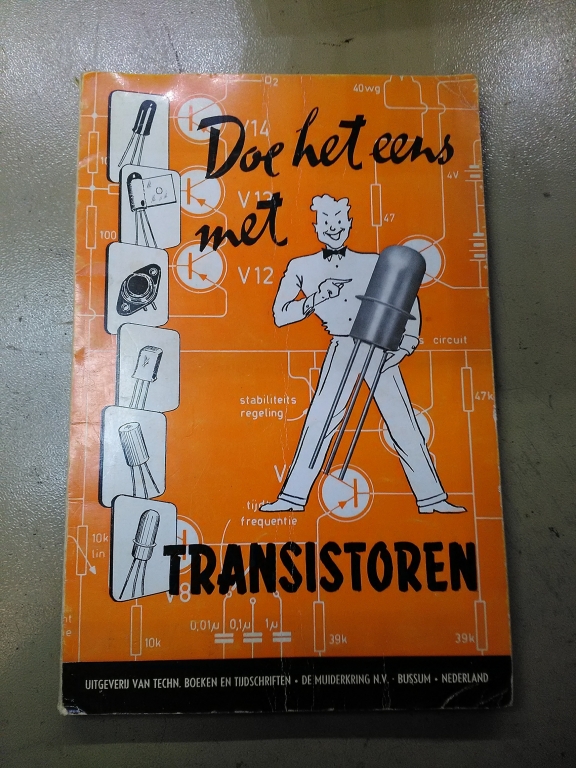 O₂
40wg
V14
Doe het eens
4V
V13
47
met
100
V12
s circuit
stabiliteits
regeling
47k
V
tijd
frequentie
10k
lin
TRANSISTOREN
V8
0,01µ 0,1µ 1µ
10k
39k
39k
UITGEVERIJ VAN TECHN. BOEKEN EN TIJDSCHRIFTEN • DE MUIDERKRING N.V. · BUSSUM • NEDERLAND